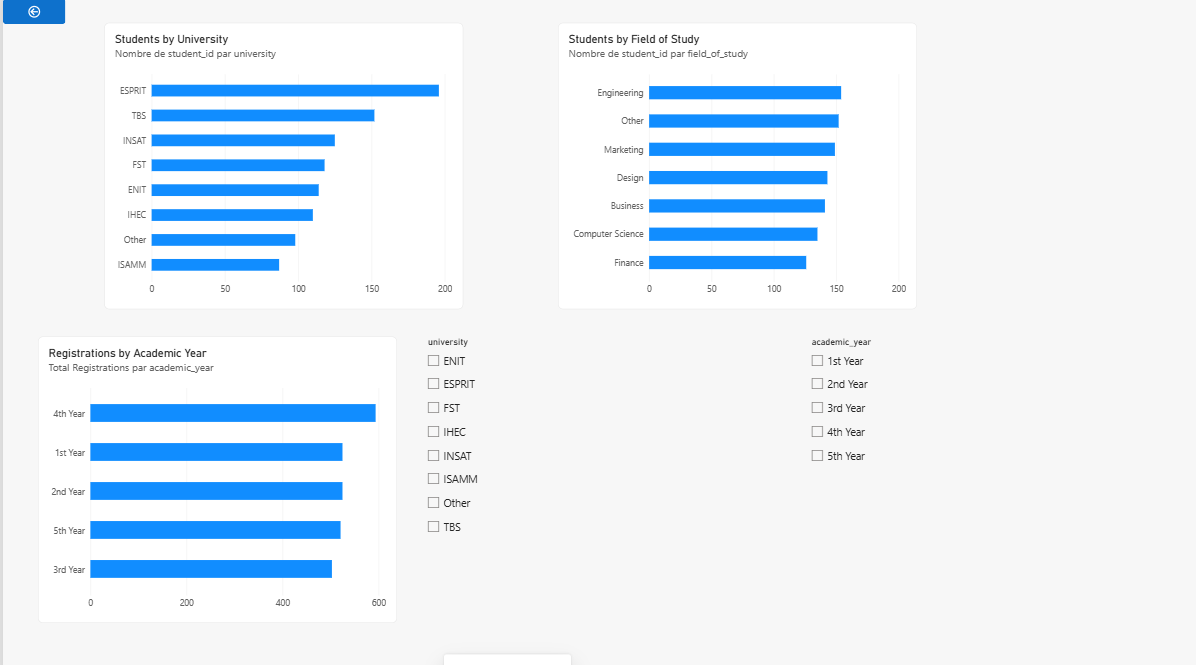 Students by University
Nombre de student_id par university
ESPRIT
TBS
INSAT
FST
ENIT
IHEC
Other
ISAMM
0 50 100 150 200
Students by Field of Study
Nombre de student_id par field_of_study
Engineering
Other
Marketing
Design
Business
Computer Science
Finance
0 50 100 150 200
Registrations by Academic Year
Total Registrations par academic_year
4th Year
1st Year
2nd Year
5th Year
3rd Year
0 200 400 600
university
ENIT
ESPRIT
FST
IHEC
INSAT
ISAMM
Other
TBS
academic_year
1st Year
2nd Year
3rd Year
4th Year
5th Year